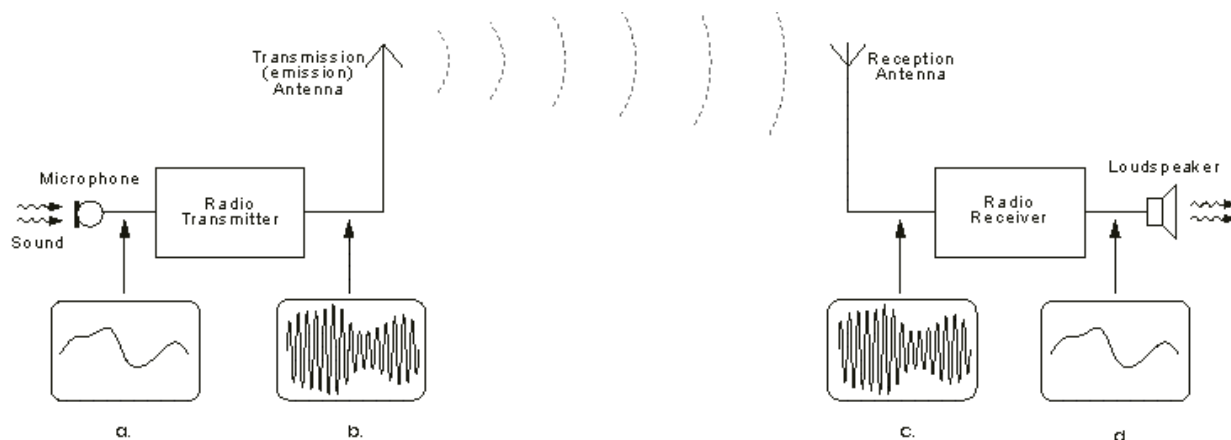 Transmission
(emission)
Antenna
Reception
Antenna
Microphone
Radio
Transmitter
Sound
Radio
Receiver
Loudspeaker
a.
b.
c.
d